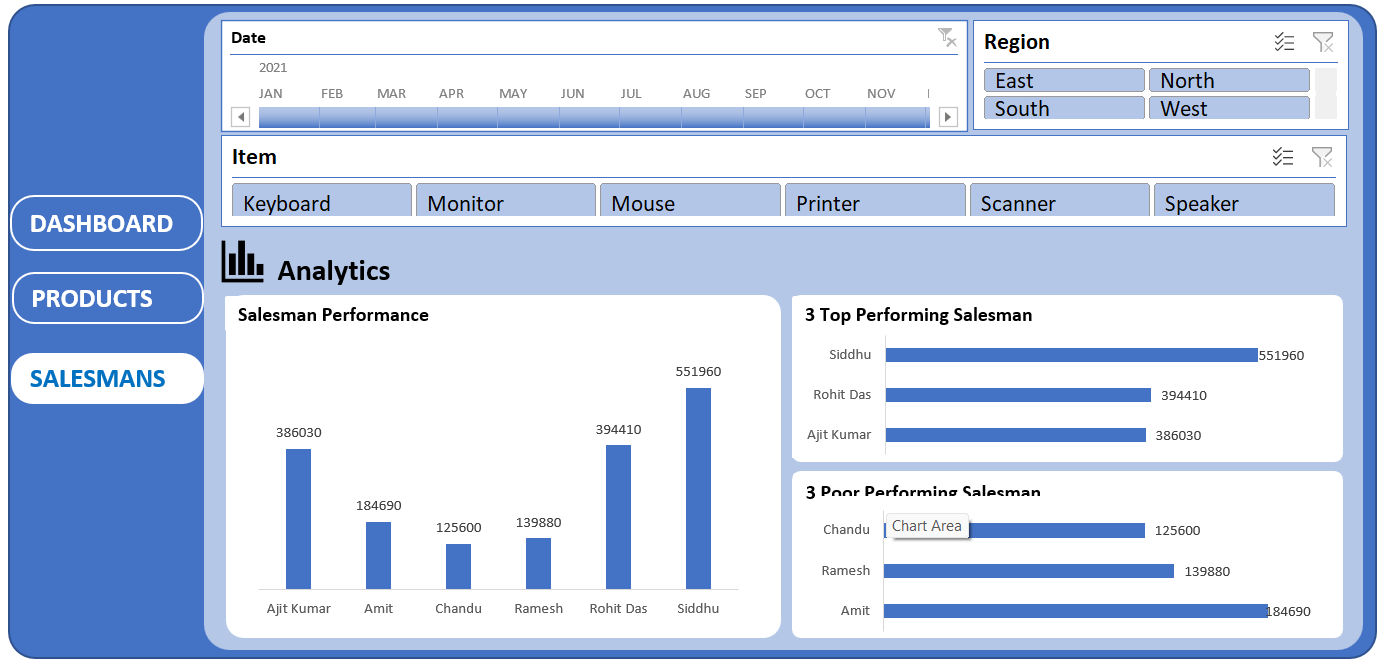 DASHBOARD
PRODUCTS
SALESMANS
Date
2021
JAN FEB MAR APR MAY JUN JUL AUG SEP OCT NOV
Region
East North
South West
Item
Keyboard Monitor Mouse Printer Scanner Speaker
Analytics
Salesman Performance
386030
184690
125600
139880
394410
551960
Ajit Kumar Amit Chandu Ramesh Rohit Das Siddhu
3 Top Performing Salesman
Siddhu 551960
Rohit Das 394410
Ajit Kumar 386030
3 Poor Performing Salesman
Chandu Chart Area 125600
Ramesh 139880
Amit 184690